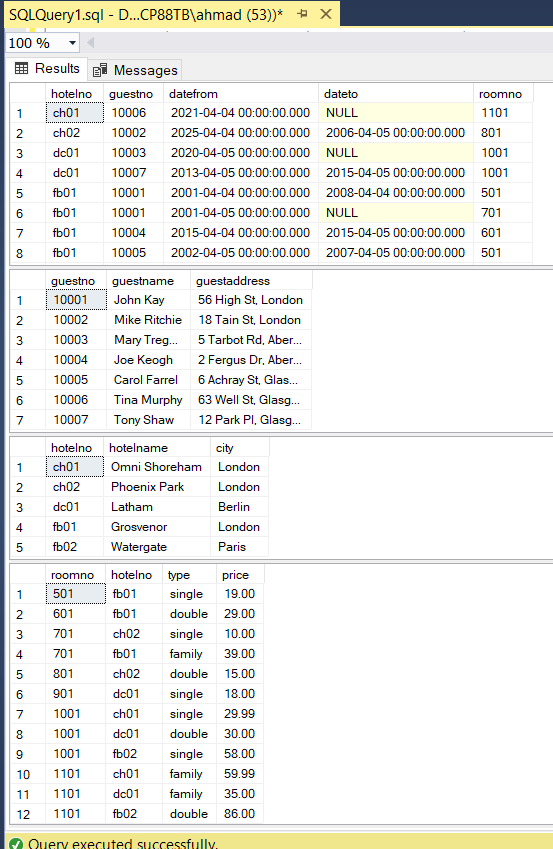 SQLQuery1.sql - D...CP88TB\ahmad (53))*
100 %
Results Messages
hotelno guestno datefrom dateto roomno
1 ch01 10006 2021-04-04 00:00:00.000 NULL 1101
2 ch02 10002 2025-04-04 00:00:00.000 2006-04-05 00:00:00.000 801
3 dc01 10003 2020-04-05 00:00:00.000 NULL 1001
4 dc01 10007 2013-04-05 00:00:00.000 2015-04-05 00:00:00.000 1001
5 fb01 10001 2001-04-04 00:00:00.000 2008-04-04 00:00:00.000 501
6 fb01 10001 2001-04-05 00:00:00.000 NULL 701
7 fb01 10004 2015-04-04 00:00:00.000 2015-04-05 00:00:00.000 601
8 fb01 10005 2002-04-05 00:00:00.000 2007-04-05 00:00:00.000 501
guestno guestname guestaddress
1 10001 John Kay 56 High St, London
2 10002 Mike Ritchie 18 Tain St, London
3 10003 Mary Treg... 5 Tarbot Rd, Aber...
4 10004 Joe Keogh 2 Fergus Dr, Aber...
5 10005 Carol Farrel 6 Achray St, Glas...
6 10006 Tina Murphy 63 Well St, Glasg...
7 10007 Tony Shaw 12 Park Pl, Glasg...
hotelno hotelname city
1 ch01 Omni Shoreham London
2 ch02 Phoenix Park London
3 dc01 Latham Berlin
4 fb01 Grosvenor London
5 fb02 Watergate Paris
roomno hotelno type price
1 501 fb01 single 19.00
2 601 fb01 double 29.00
3 701 ch02 single 10.00
4 701 fb01 family 39.00
5 801 ch02 double 15.00
6 901 dc01 single 18.00
7 1001 ch01 single 29.99
8 1001 dc01 double 30.00
9 1001 fb02 single 58.00
10 1101 ch01 family 59.99
11 1101 dc01 family 35.00
12 1101 fb02 double 86.00
Query executed successfully.